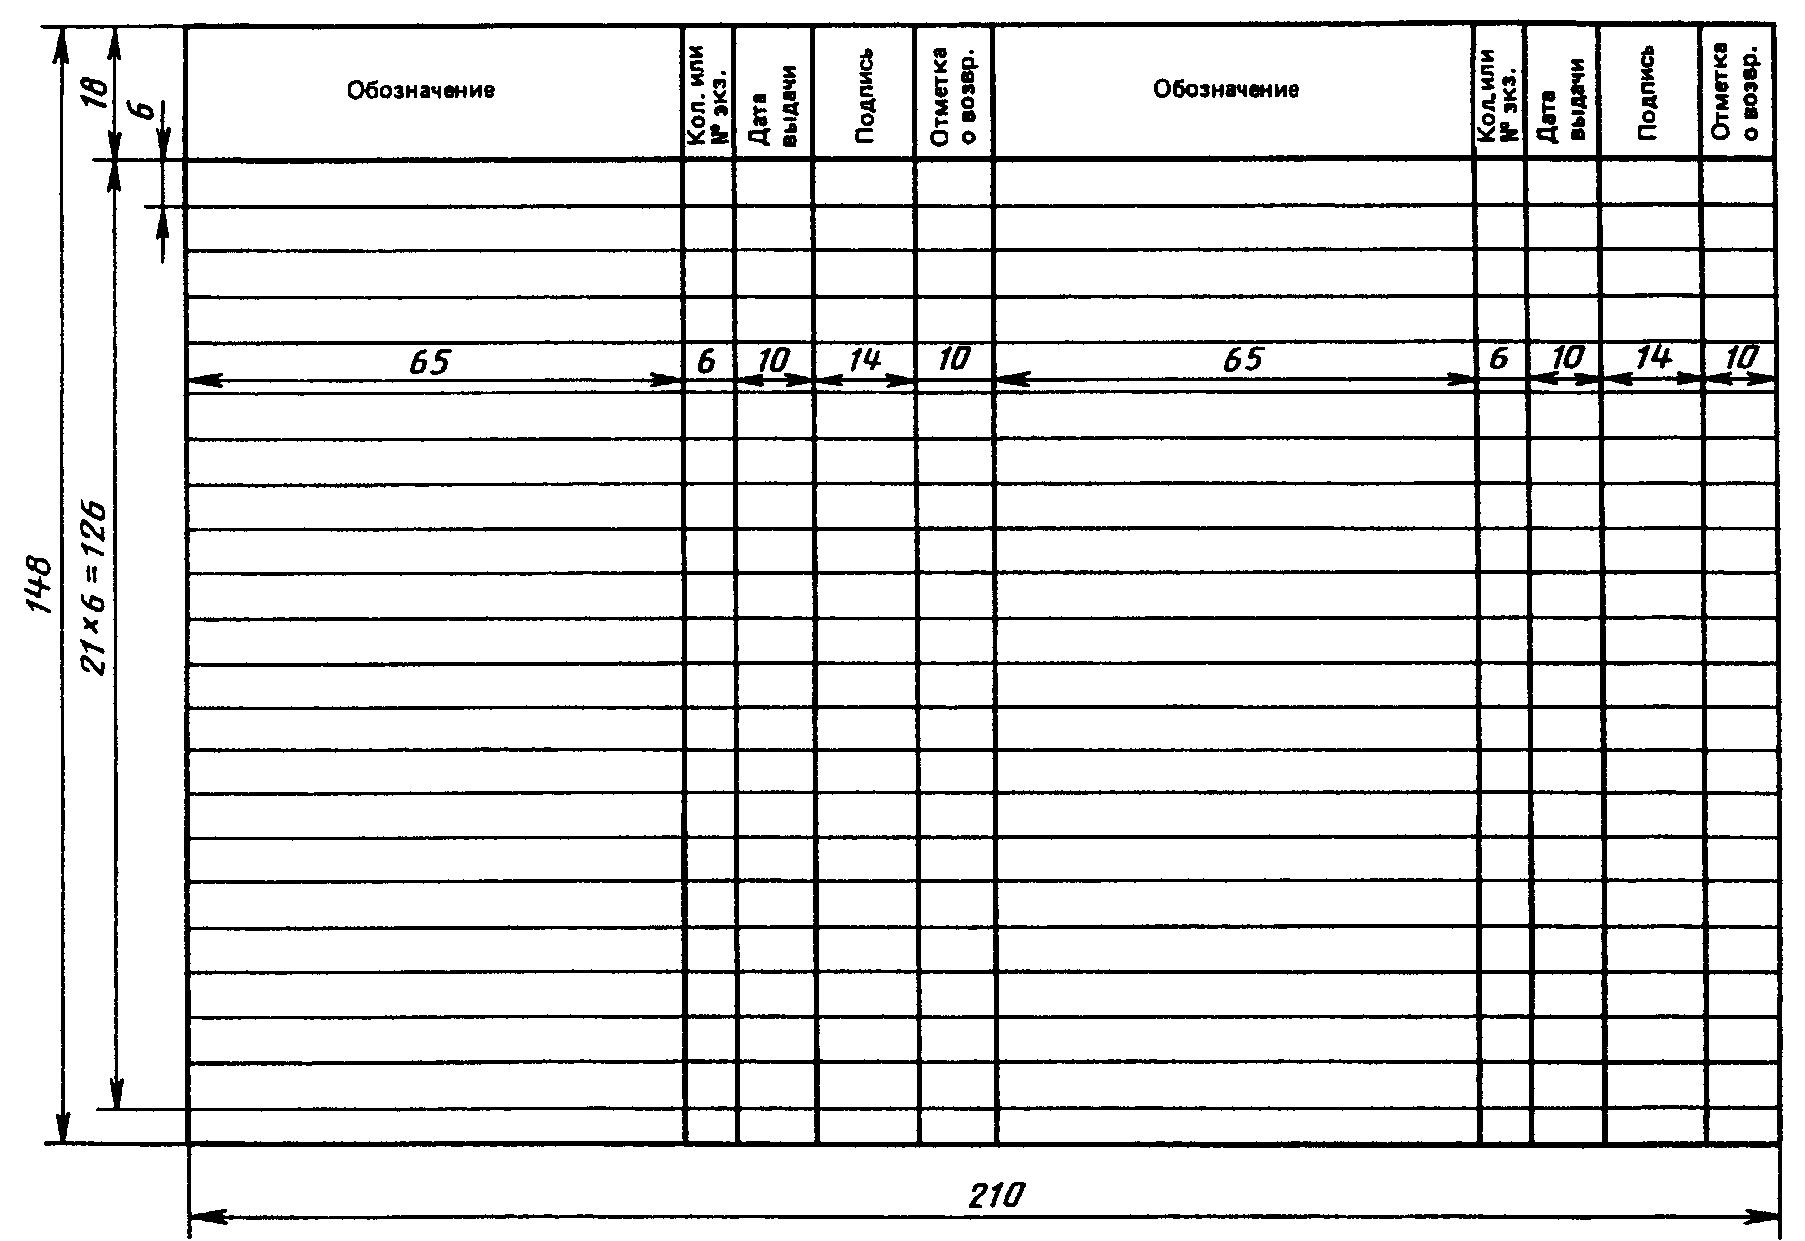 Обозначение
Кол. или
№ экз.
Дата
выдачи
Подпись
Отметка
о возвр.
Обозначение
Кол. или
№ экз.
Дата
выдачи
Подпись
Отметка
о возвр.
18
6
65
6
10
14
10
65
6
10
14
10
148
21×6=126
210